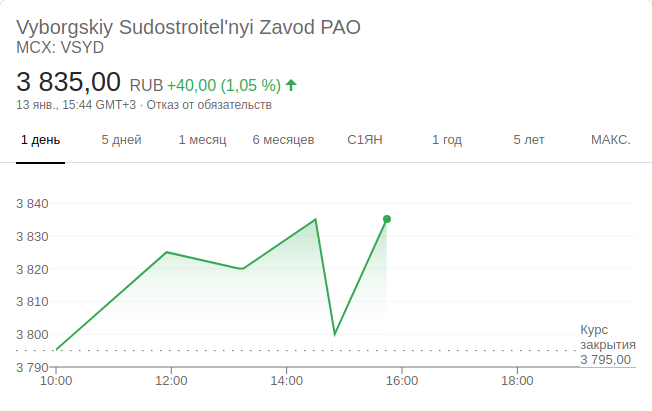 Vyborgskiy Sudostroitel'nyi Zavod PAO
MCX: VSYD
3 835,00 RUB +40,00 (1,05 %)
13 янв., 15:44 GMT+3 · Отказ от обязательств
1 день 5 дней 1 месяц 6 месяцев С1ЯН 1 год 5 лет МАКС.
3 840
3 830
3 820
3 810
3 800
3 790
Курс
закрытия
3 795,00
10:00 12:00 14:00 16:00 18:00